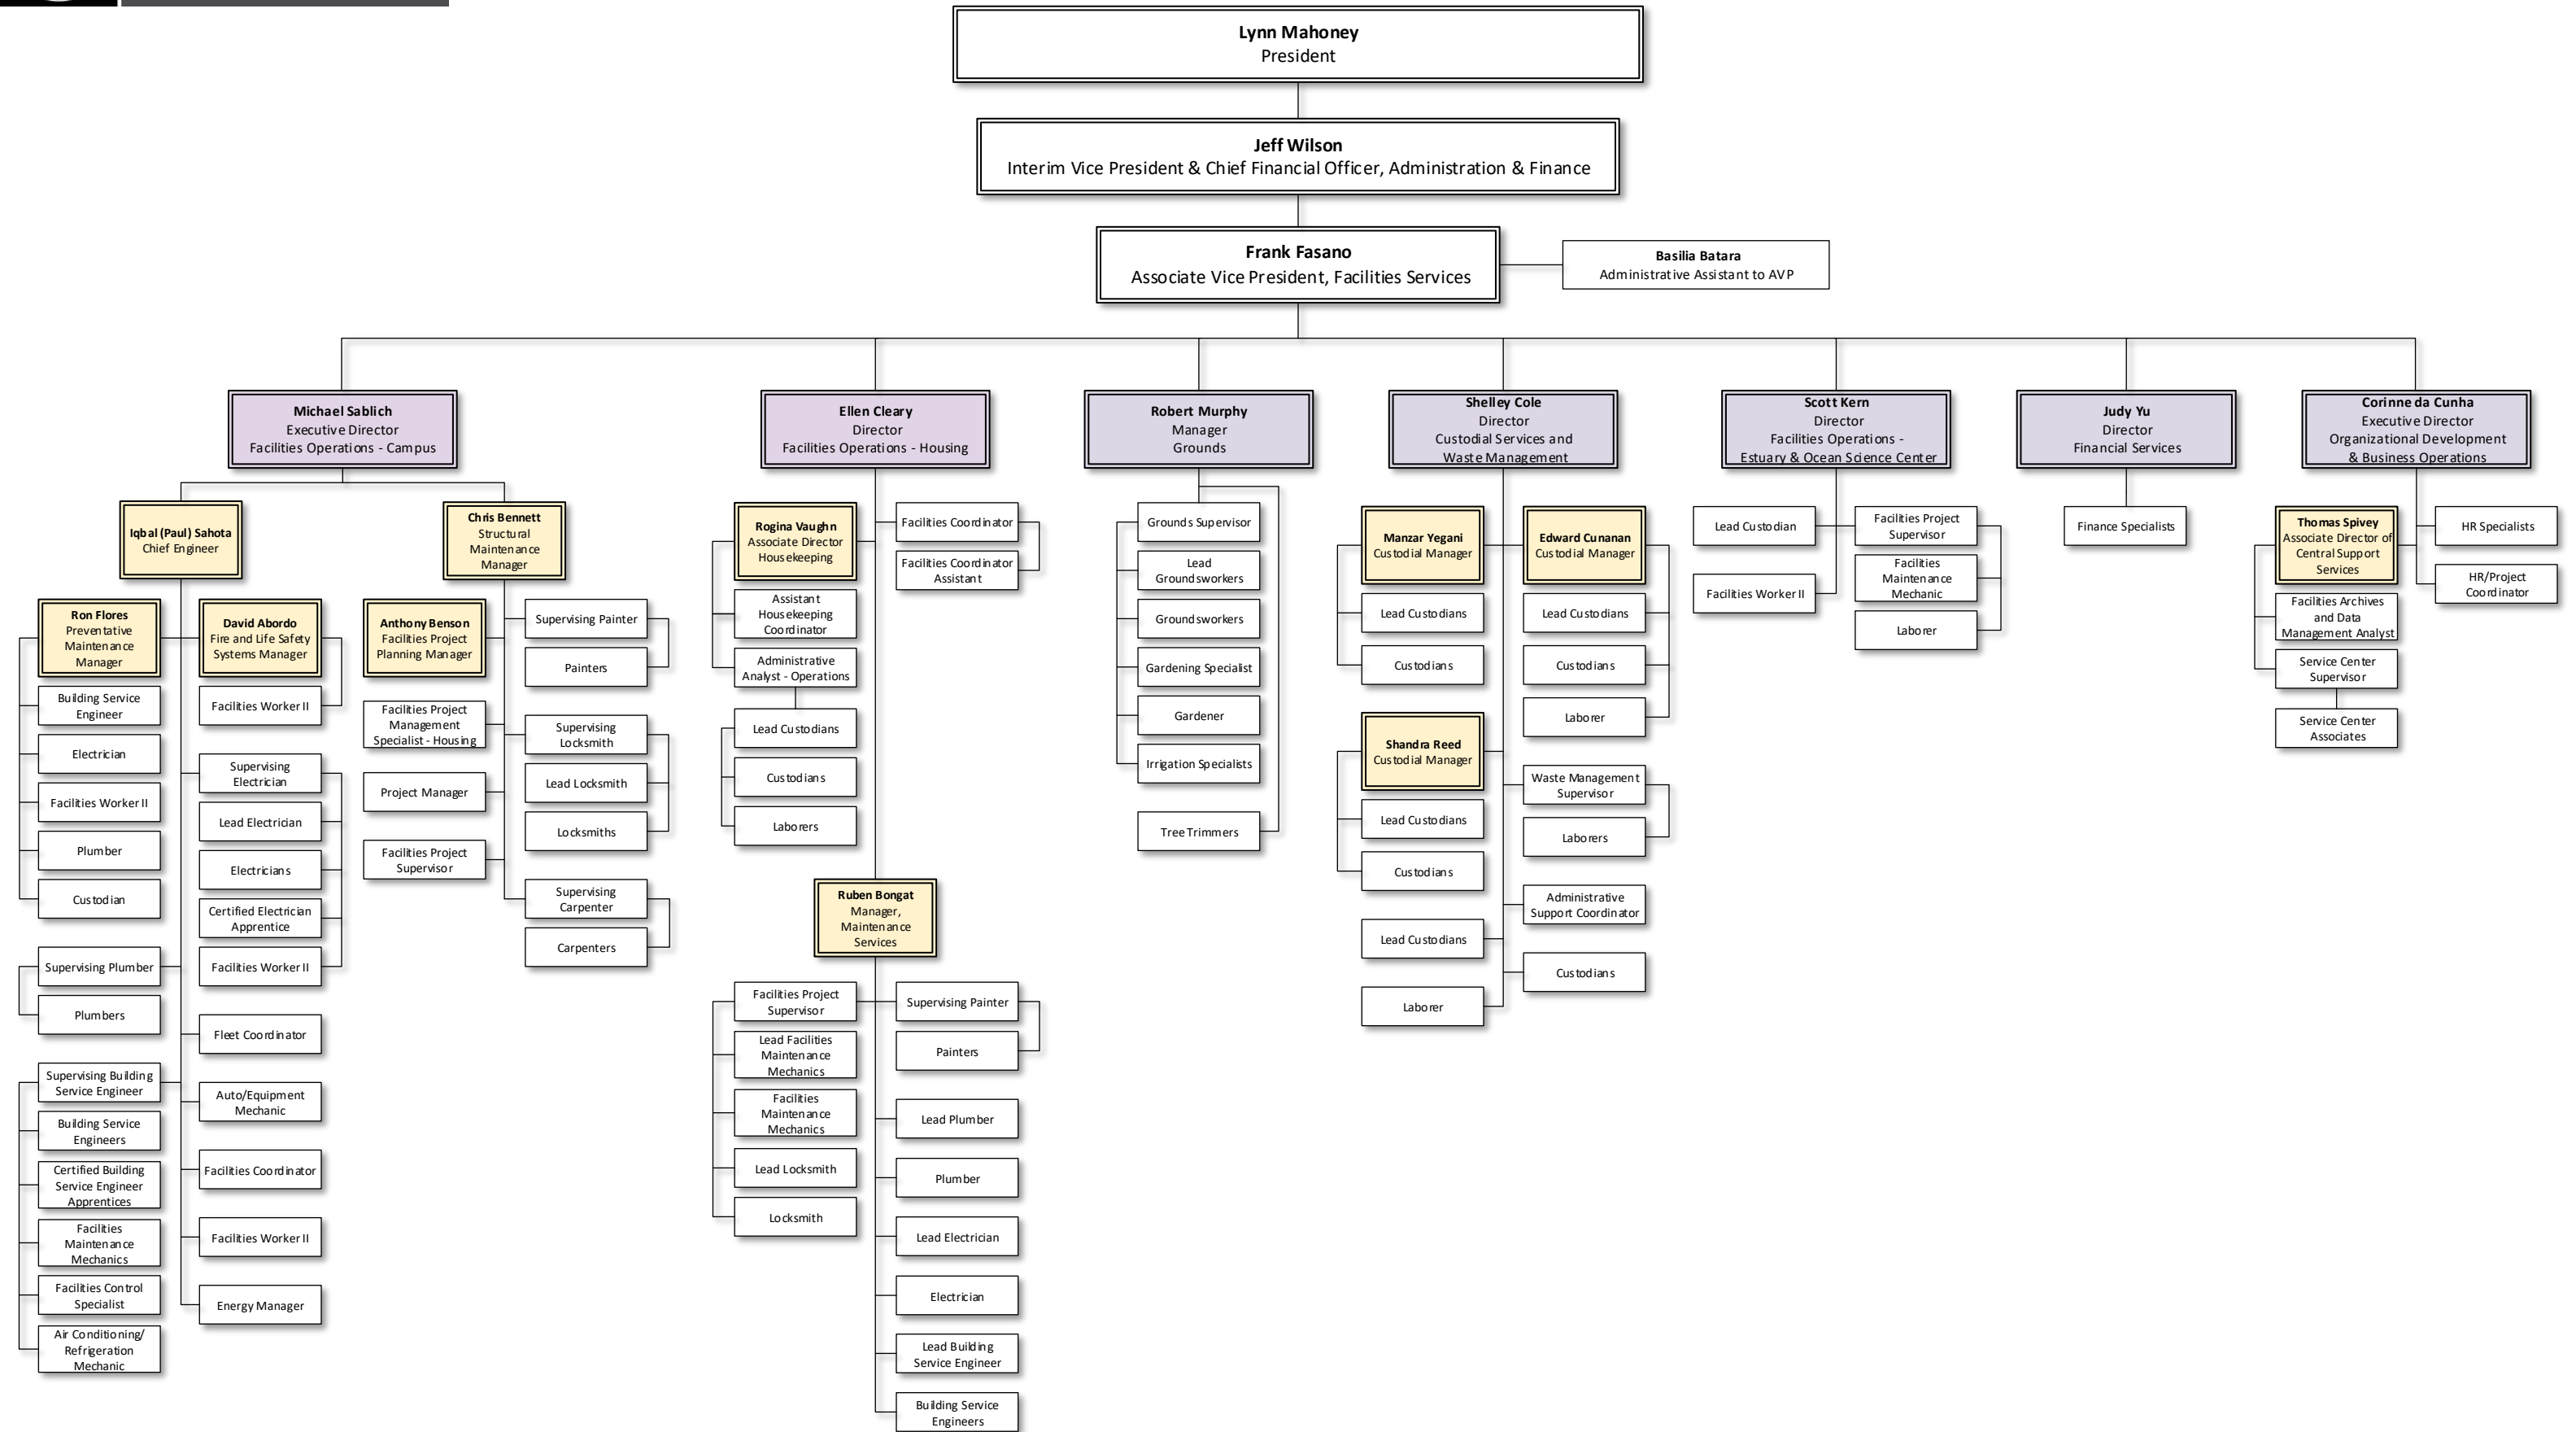 Lynn Mahoney
President
Jeff Wilson
Interim Vice President & Chief Financial Officer, Administration & Finance
Frank Fasano
Associate Vice President, Facilities Services
Basilia Batara
Administrative Assistant to AVP
Michael Sablich
Executive Director
Facilities Operations - Campus
Iqbal (Paul) Sahota
Chief Engineer
Ron Flores
Preventative
Maintenance
Manager
Building Service
Engineer
Electrician
Facilities Worker II
Plumber
Custodian
Supervising Plumber
Plumbers
Supervising Building
Service Engineer
Building Service
Engineers
Certified Building
Service Engineer
Apprentices
Facilities
Maintenance
Mechanics
Facilities Control
Specialist
Air Conditioning/
Refrigeration
Mechanic
David Abordo
Fire and Life Safety
Systems Manager
Facilities Worker II
Supervising
Electrician
Lead Electrician
Electricians
Certified Electrician
Apprentice
Facilities Worker II
Fleet Coordinator
Auto/Equipment
Mechanic
Facilities Coordinator
Facilities Worker II
Energy Manager
Chris Bennett
Structural
Maintenance
Manager
Anthony Benson
Facilities Project
Planning Manager
Facilities Project
Management
Specialist - Housing
Project Manager
Facilities Project
Supervisor
Supervising Painter
Painters
Supervising
Locksmith
Lead Locksmith
Locksmiths
Supervising
Carpenter
Carpenters
Ellen Cleary
Director
Facilities Operations - Housing
Rogina Vaughn
Associate Director
Housekeeping
Assistant
Housekeeping
Coordinator
Administrative
Analyst - Operations
Lead Custodians
Custodians
Laborers
Facilities Coordinator
Facilities Coordinator
Assistant
Ruben Bongat
Manager,
Maintenance
Services
Facilities Project
Supervisor
Lead Facilities
Maintenance
Mechanics
Facilities
Maintenance
Mechanics
Lead Locksmith
Locksmith
Supervising Painter
Painters
Lead Plumber
Plumber
Lead Electrician
Electrician
Lead Building
Service Engineer
Building Service
Engineers
Robert Murphy
Manager
Grounds
Grounds Supervisor
Lead
Groundsworkers
Groundsworkers
Gardening Specialist
Gardener
Irrigation Specialists
Tree Trimmers
Shelley Cole
Director
Custodial Services and
Waste Management
Manzar Yegani
Custodial Manager
Lead Custodians
Custodians
Shandra Reed
Custodial Manager
Lead Custodians
Custodians
Lead Custodians
Laborer
Edward Cunanan
Custodial Manager
Lead Custodians
Custodians
Laborer
Waste Management
Supervisor
Laborers
Administrative
Support Coordinator
Custodians
Scott Kern
Director
Facilities Operations -
Estuary & Ocean Science Center
Lead Custodian
Facilities Worker II
Facilities Project
Supervisor
Facilities
Maintenance
Mechanic
Laborer
Judy Yu
Director
Financial Services
Finance Specialists
Corinne da Cunha
Executive Director
Organizational Development
& Business Operations
Thomas Spivey
Associate Director of
Central Support
Services
Facilities Archives
and Data
Management Analyst
Service Center
Supervisor
Service Center
Associates
HR Specialists
HR/Project
Coordinator